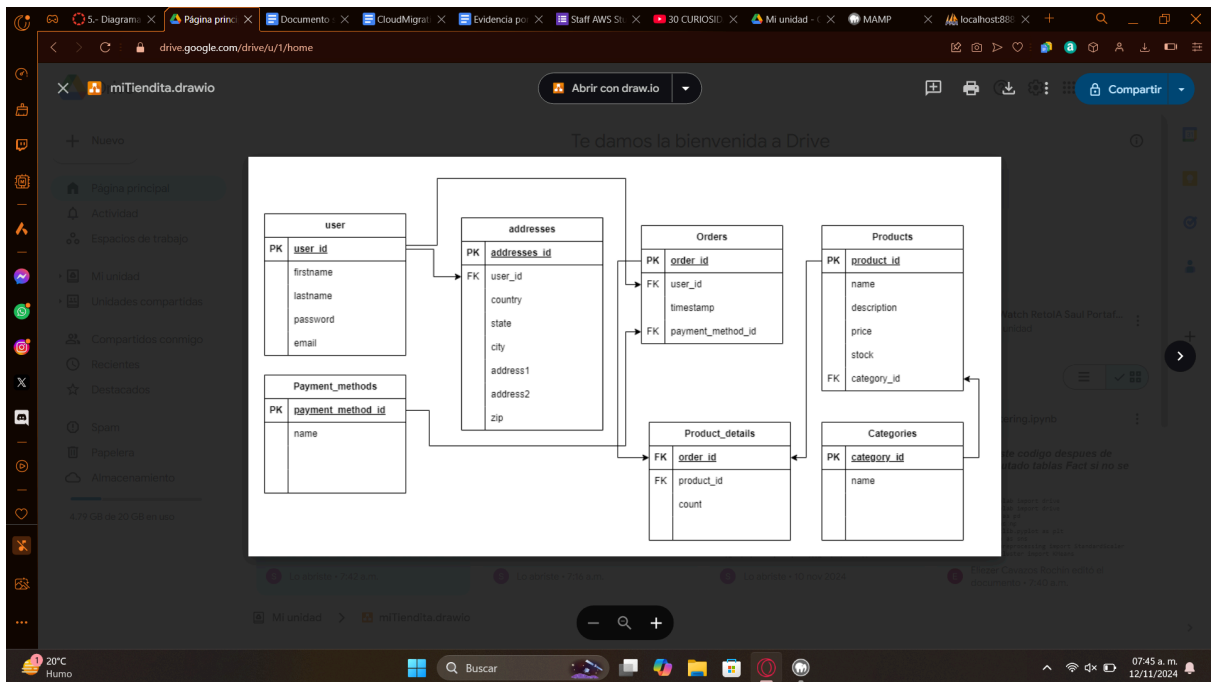 5.- Diagrama
Página princi
Documento
CloudMigrati
Evidencia po
Staff AWS St
30 CURIOSID
Mi unidad - (
MAMP
localhost:888
drive.google.com/drive/u/1/home
miTiendita.drawio
Abrir con draw.io
Compartir
Nuevo
Te damos la bienvenida a Drive
Página principal
Actividad
Espacios de trabajo
Mi unidad
Unidades compartidas
Compartidos conmigo
Recientes
Destacados
Spam
Papelera
Almacenamiento
4.79 GB de 20 GB en uso
user
PK user_id
firstname
lastname
password
email
addresses
PK addresses_id
FK user_id
country
state
city
address1
address2
zip
Orders
PK order_id
FK user_id
timestamp
FK payment_method_id
Products
PK product_id
name
description
price
stock
FK category_id
Payment_methods
PK payment_method_id
name
Product_details
FK order_id
FK product_id
count
Categories
PK category_id
name
Mi unidad > miTiendita.drawio
1
20°C
Humo
Buscar
07:45 a. m.
12/11/2024